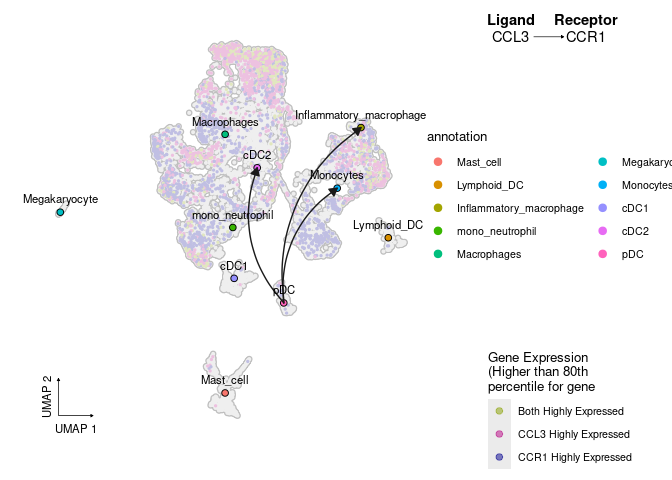 Ligand Receptor
CCL3 CCR1
Inflammatory_macrophage
Macrophages
cDC2
Monocytes
Megakaryocyte
mono_neutrophil
Lymphoid_DC
cDC1
pDC
Mast_cell
UMAP 2
UMAP 1
annotation
Mast_cell
Lymphoid_DC
Inflammatory_macrophage
mono_neutrophil
Macrophages
Megakaryo
Monocytes
cDC1
cDC2
pDC
Gene Expression
(Higher than 80th
percentile for gene
Both Highly Expressed
CCL3 Highly Expressed
CCR1 Highly Expressed